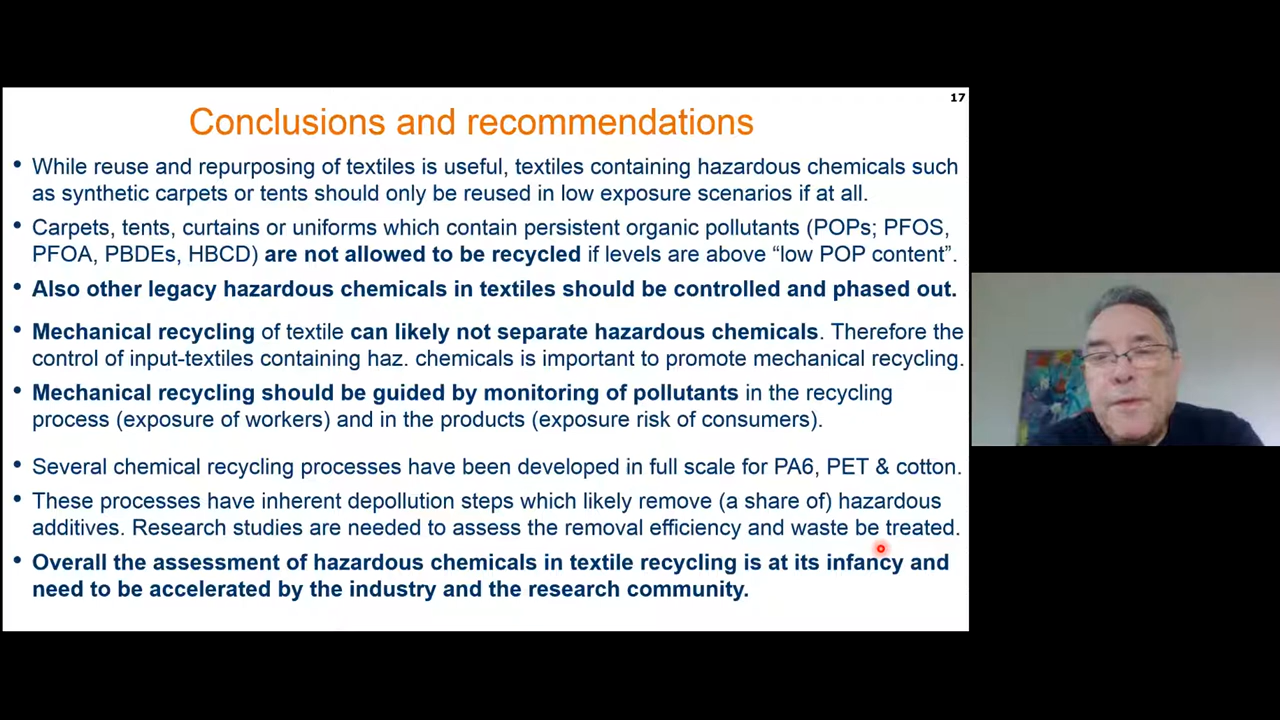 17
Conclusions and recommendations
• While reuse and repurposing of textiles is useful, textiles containing hazardous chemicals such
as synthetic carpets or tents should only be reused in low exposure scenarios if at all.
• Carpets, tents, curtains or uniforms which contain persistent organic pollutants (POPs; PFOS,
PFOA, PBDEs, HBCD) are not allowed to be recycled if levels are above “low POP content”.
• Also other legacy hazardous chemicals in textiles should be controlled and phased out.
• Mechanical recycling of textile can likely not separate hazardous chemicals. Therefore the
control of input-textiles containing haz. chemicals is important to promote mechanical recycling.
• Mechanical recycling should be guided by monitoring of pollutants in the recycling
process (exposure of workers) and in the products (exposure risk of consumers).
• Several chemical recycling processes have been developed in full scale for PA6, PET & cotton.
• These processes have inherent depollution steps which likely remove (a share of) hazardous
additives. Research studies are needed to assess the removal efficiency and waste be treated.
• Overall the assessment of hazardous chemicals in textile recycling is at its infancy and
need to be accelerated by the industry and the research community.